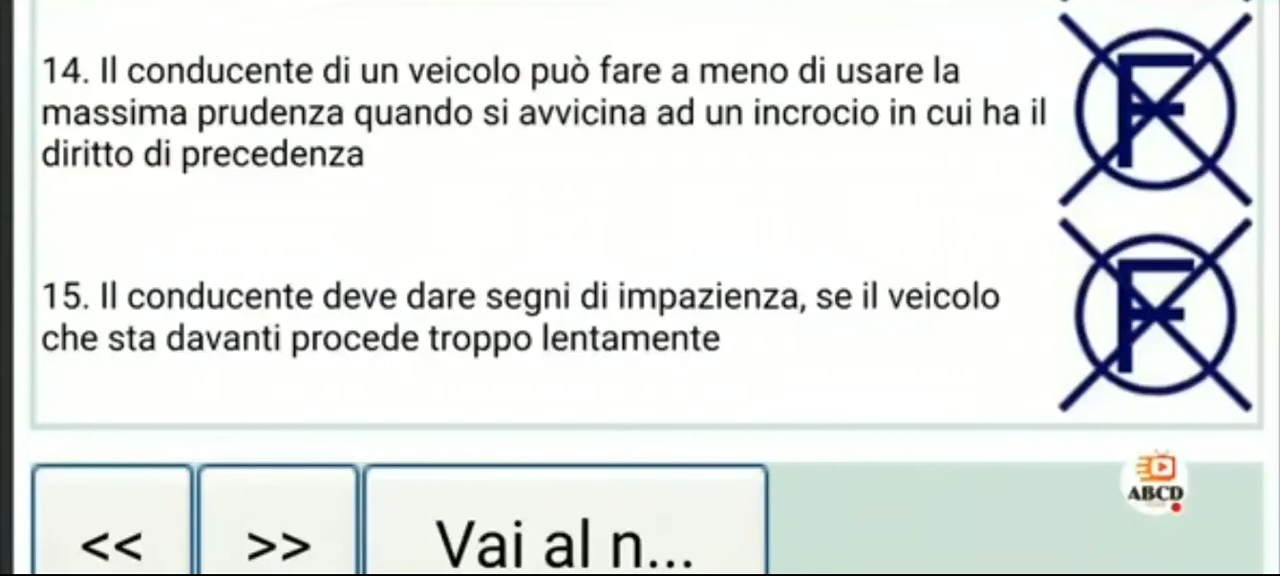 14. Il conducente di un veicolo può fare a meno di usare la
massima prudenza quando si avvicina ad un incrocio in cui ha il
diritto di precedenza
F
15. Il conducente deve dare segni di impazienza, se il veicolo
che sta davanti procede troppo lentamente
F
ABCD
<< >> Vai al n...